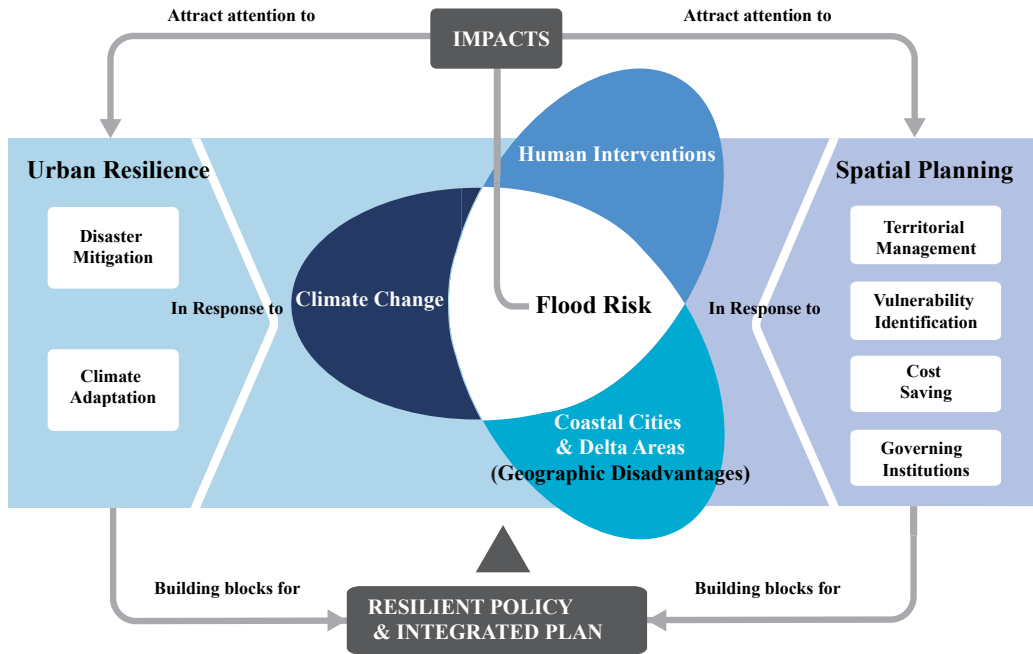 Attract attention to
IMPACTS
Attract attention to
Urban Resilience
Disaster
Mitigation
Climate
Adaptation
In Response to
Human Interventions
Climate Change
Flood Risk
Coastal Cities
& Delta Areas
(Geographic Disadvantages)
In Response to
Spatial Planning
Territorial
Management
Vulnerability
Identification
Cost
Saving
Governing
Institutions
Building blocks for
RESILIENT POLICY
& INTEGRATED PLAN
Building blocks for